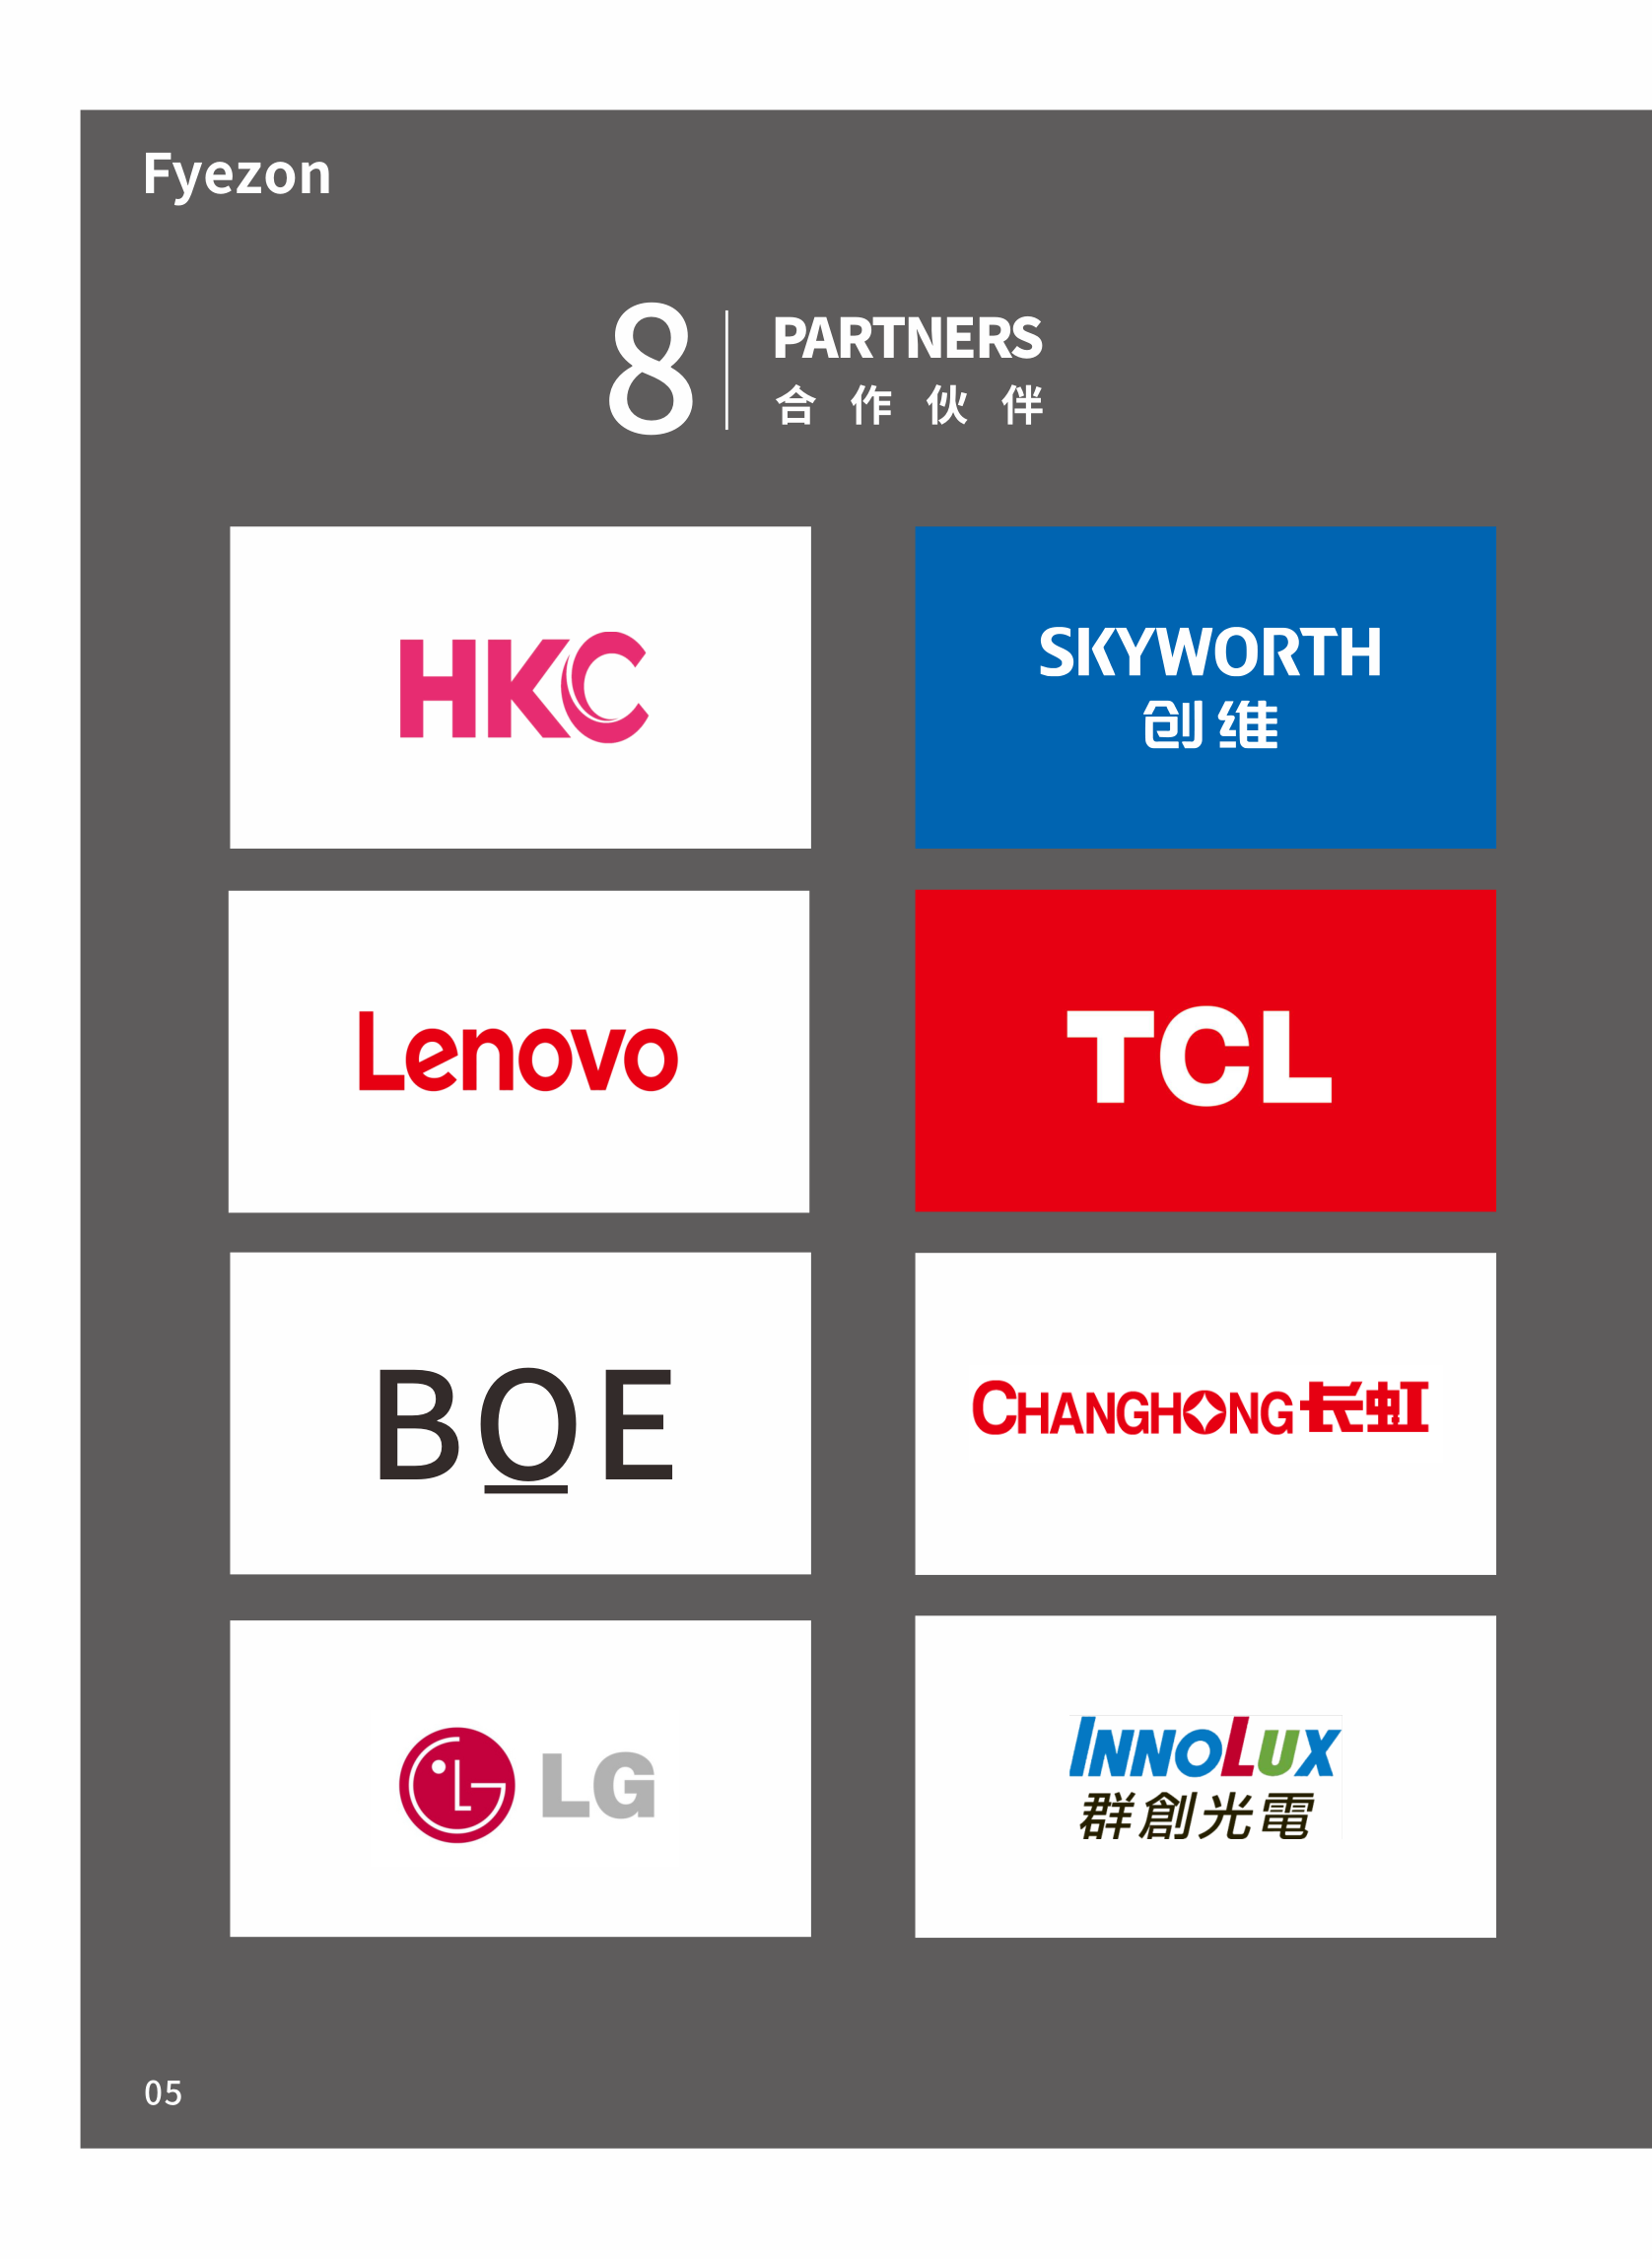 Fyezon
8
PARTNERS
合作伙伴
HKC
SKYWORTH
创维
Lenovo
TCL
BOE
CHANGHONG长虹
LG
INNOLUX
群創光電
05